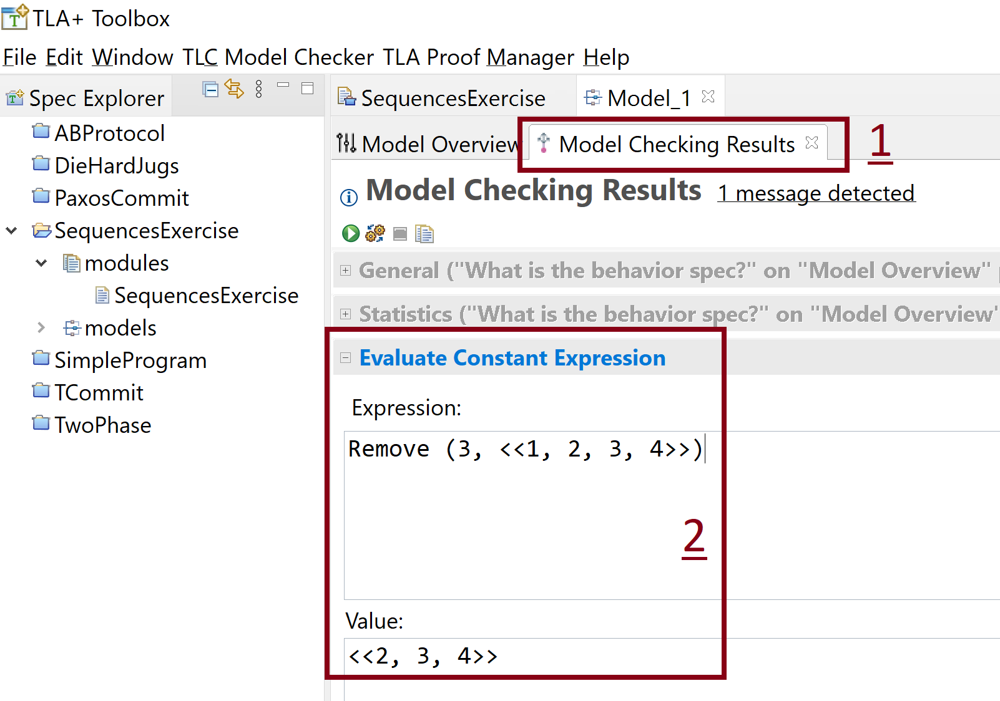 TLA+ Toolbox
File Edit Window TLC Model Checker TLA Proof Manager Help
Spec Explorer
ABProtocol
DieHardJugs
PaxosCommit
SequencesExercise
modules
SequencesExercise
models
SimpleProgram
TCommit
TwoPhase
SequencesExercise Model_1
Model Overview Model Checking Results 1
Model Checking Results 1 message detected
General ("What is the behavior spec?" on "Model Overview"
Statistics ("What is the behavior spec?" on "Model Overview"
Evaluate Constant Expression
Expression:
Remove (3, <<1, 2, 3, 4>>)
2
Value:
<<2, 3, 4>>